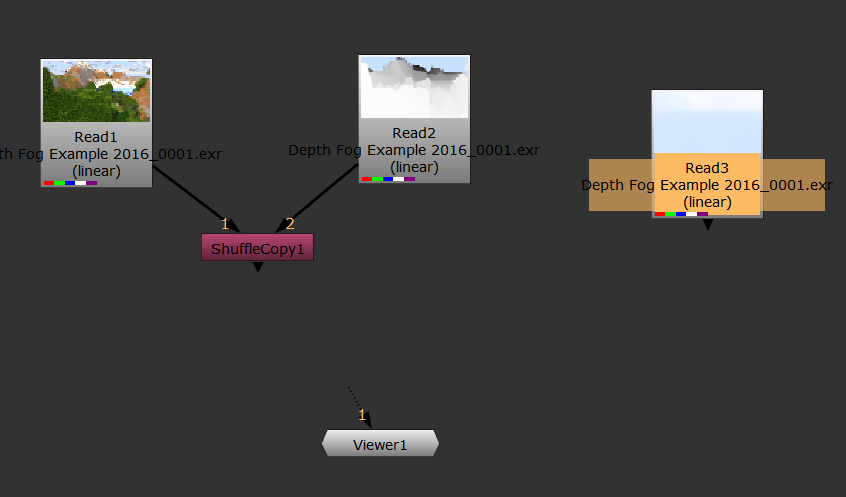 Read1
th Fog Example 2016_0001.exr
(linear)
Read2
Depth Fog Example 2016_0001.exr
(linear)
Read3
Depth Fog Example 2016_0001.exr
(linear)
1
2
ShuffleCopy1
1
Viewer1